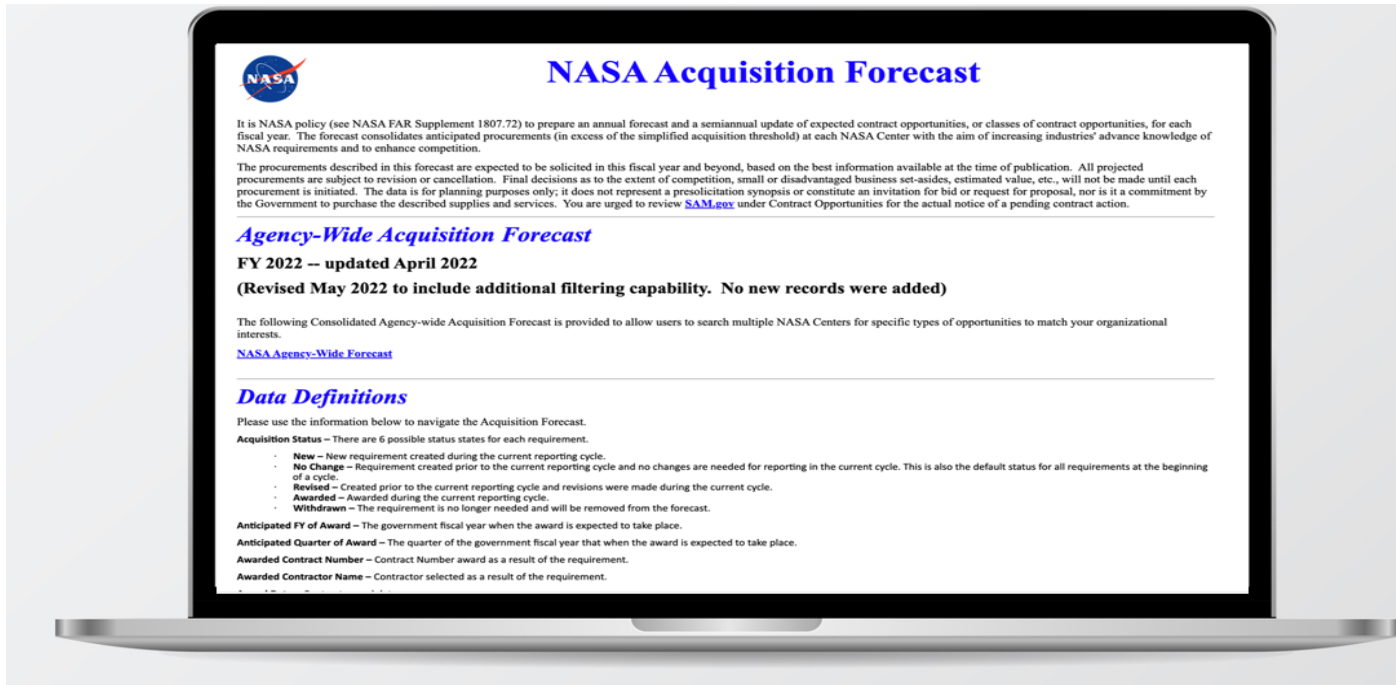 NASA
NASA Acquisition Forecast
It is NASA policy (see NASA FAR Supplement 1807.72) to prepare an annual forecast and a semiannual update of expected contract opportunities, or classes of contract opportunities, for each
fiscal year. The forecast consolidates anticipated procurements (in excess of the simplified acquisition threshold) at each NASA Center with the aim of increasing industries' advance knowledge of
NASA requirements and to enhance competition.
The procurements described in this forecast are expected to be solicited in this fiscal year and beyond, based on the best information available at the time of publication. All projected
procurements are subject to revision or cancellation. Final decisions as to the extent of competition, small or disadvantaged business set-asides, estimated value, etc., will not be made until each
procurement is initiated. The data is for planning purposes only; it does not represent a presolicitation synopsis or constitute an invitation for bid or request for proposal, nor is it a commitment by
the Government to purchase the described supplies and services. You are urged to review SAM.gov under Contract Opportunities for the actual notice of a pending contract action.
Agency-Wide Acquisition Forecast
FY 2022 -- updated April 2022
(Revised May 2022 to include additional filtering capability. No new records were added)
The following Consolidated Agency-wide Acquisition Forecast is provided to allow users to search multiple NASA Centers for specific types of opportunities to match your organizational
interests.
NASA Agency-Wide Forecast
Data Definitions
Please use the information below to navigate the Acquisition Forecast.
Acquisition Status – There are 6 possible status states for each requirement.
· New – New requirement created during the current reporting cycle.
· No Change – Requirement created prior to the current reporting cycle and no changes are needed for reporting in the current cycle. This is also the default status for all requirements at the beginning
of a cycle.
· Revised – Created prior to the current reporting cycle and revisions were made during the current cycle.
· Awarded – Awarded during the current reporting cycle.
· Withdrawn – The requirement is no longer needed and will be removed from the forecast.
Anticipated FY of Award – The government fiscal year when the award is expected to take place.
Anticipated Quarter of Award – The quarter of the government fiscal year that when the award is expected to take place.
Awarded Contract Number – Contract Number award as a result of the requirement.
Awarded Contractor Name – Contractor selected as a result of the requirement.